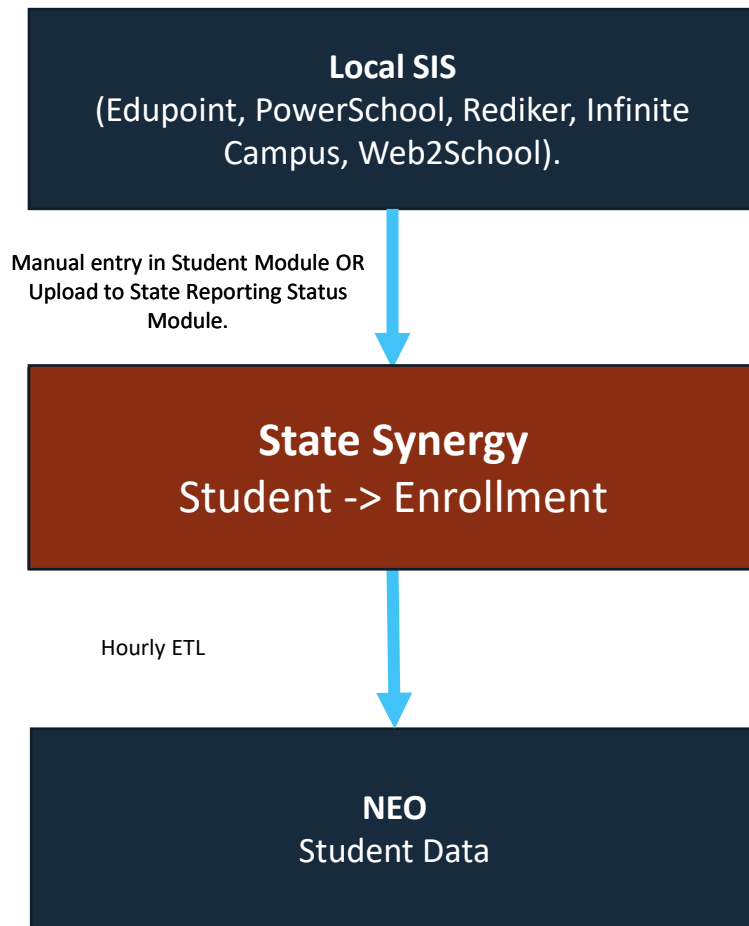 Local SIS
(Edupoint, PowerSchool, Rediker, Infinite
Campus, Web2School).
Manual entry in Student Module OR
Upload to State Reporting Status
Module.
State Synergy
Student -> Enrollment
Hourly ETL
NEO
Student Data